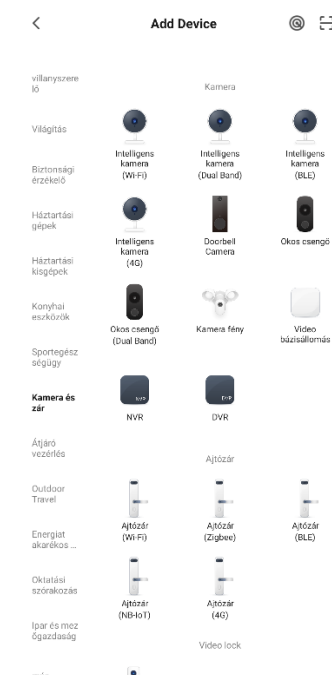 Add Device
villanyszere
lő
Világítás
Biztonsági
érzékelő
Háztartási
gépek
Háztartási
kisgépek
Konyhai
eszközök
Sportegész
ségügy
Kamera és
zár
Átjáró
vezérlés
Outdoor
Travel
Energiat
akarékos ...
Oktatási
szórakozás
Ipar és mez
őgazdaság
Kamera
Intelligens
kamera
(Wi-Fi)
Intelligens
kamera
(Dual Band)
Intelligens
kamera
(BLE)
Intelligens
kamera
(4G)
Doorbell
Camera
Okos csengő
Okos csengő
(Dual Band)
Kamera fény
Video
bázisállomás
NVR
DVR
Ajtózár
Ajtózár
(Wi-Fi)
Ajtózár
(Zigbee)
Ajtózár
(BLE)
Ajtózár
(NB-IoT)
Ajtózár
(4G)
Video lock